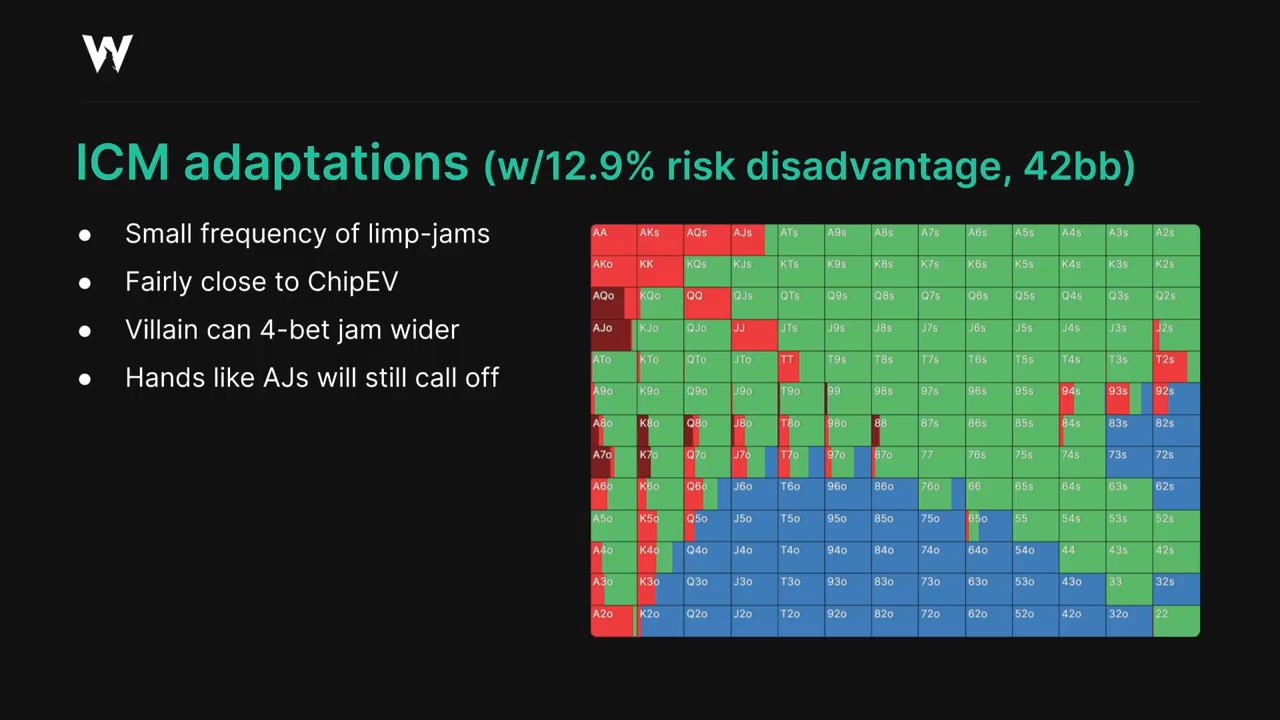 W
ICM adaptations (w/12.9% risk disadvantage, 42bb)
● Small frequency of limp-jams
● Fairly close to ChipEV
● Villain can 4-bet jam wider
● Hands like AJs will still call off
AA AKs AQs AJs ATs A9s A8s A7s A6s A5s A4s A3s A2s
AKo KK KQs KJs KTs K9s K8s K7s K6s K5s K4s K3s K2s
AQo KQo QQ QJs QTs Q9s Q8s Q7s Q6s Q5s Q4s Q3s Q2s
AJo KJo QJo JJ JTs J9s J8s J7s J6s J5s J4s J3s J2s
ATo KTo QTo JTo TT T9s T8s T7s T6s T5s T4s T3s T2s
A9o K9o Q9o J9o T9o 99 98s 97s 96s 95s 94s 93s 92s
A8o K8o Q8o J8o T8o 98o 88 87s 86s 85s 84s 83s 82s
A7o K7o Q7o J7o T7o 97o 87o 77 76s 75s 74s 73s 72s
A6o K6o Q6o J6o T6o 96o 86o 76o 66 65s 64s 63s 62s
A5o K5o Q5o J5o T5o 95o 85o 75o 65o 55 54s 53s 52s
A4o K4o Q4o J4o T4o 94o 84o 74o 64o 54o 44 43s 42s
A3o K3o Q3o J3o T3o 93o 83o 73o 63o 53o 43o 33 32s
A2o K2o Q2o J2o T2o 92o 82o 72o 62o 52o 42o 32o 22